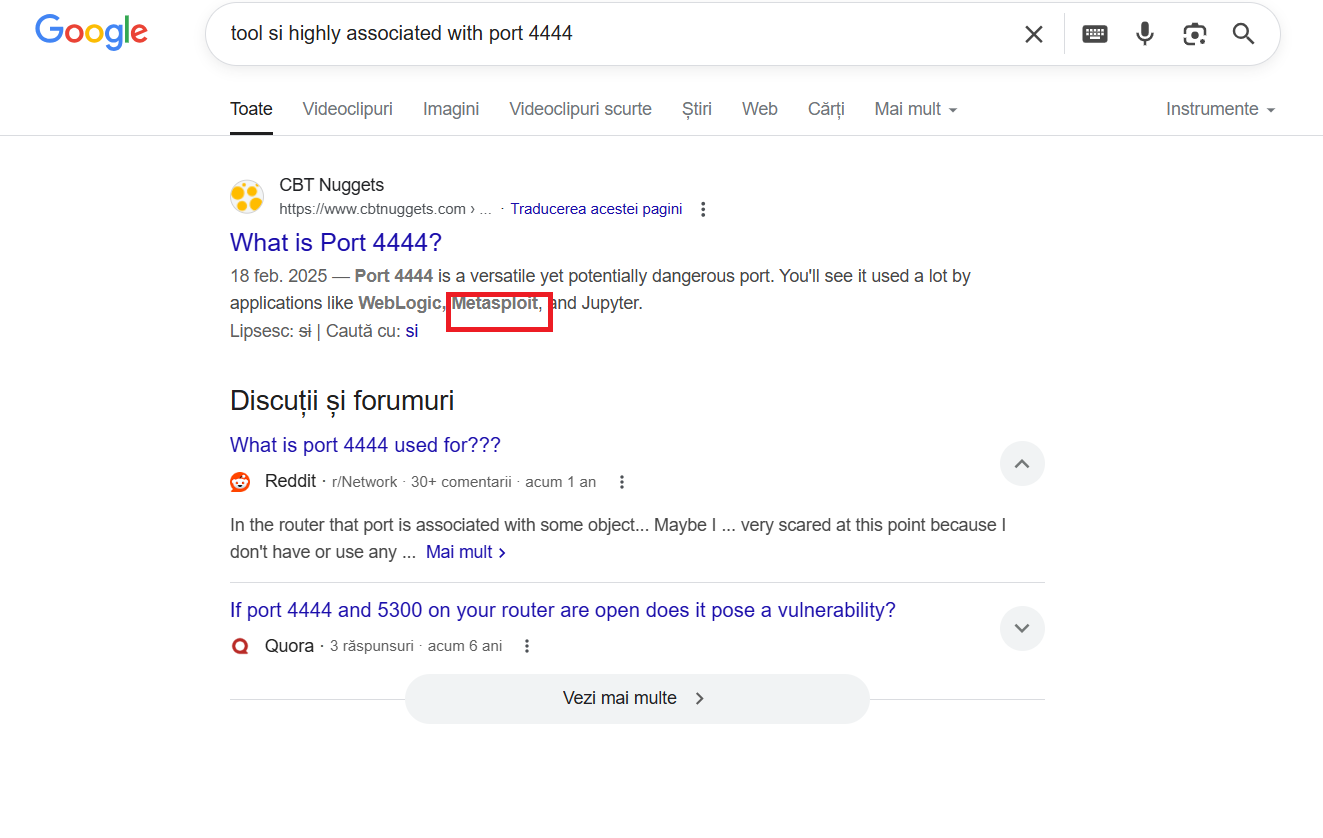 Google
tool si highly associated with port 4444
Toate Videoclipuri Imagini Videoclipuri scurte Știri Web Cărți Mai mult Instrumente
CBT Nuggets
https://www.cbtnuggets.com › ... · Traducerea acestei pagini
What is Port 4444?
18 feb. 2025 — Port 4444 is a versatile yet potentially dangerous port. You'll see it used a lot by
applications like WebLogic, Metasploit, and Jupyter.
Lipsesc: si | Caută cu: si
Discuții și forumuri
What is port 4444 used for???
Reddit · r/Network · 30+ comentarii · acum 1 an
In the router that port is associated with some object... Maybe I ... very scared at this point because I
don't have or use any ... Mai mult ›
If port 4444 and 5300 on your router are open does it pose a vulnerability?
Quora · 3 răspunsuri · acum 6 ani
Vezi mai multe